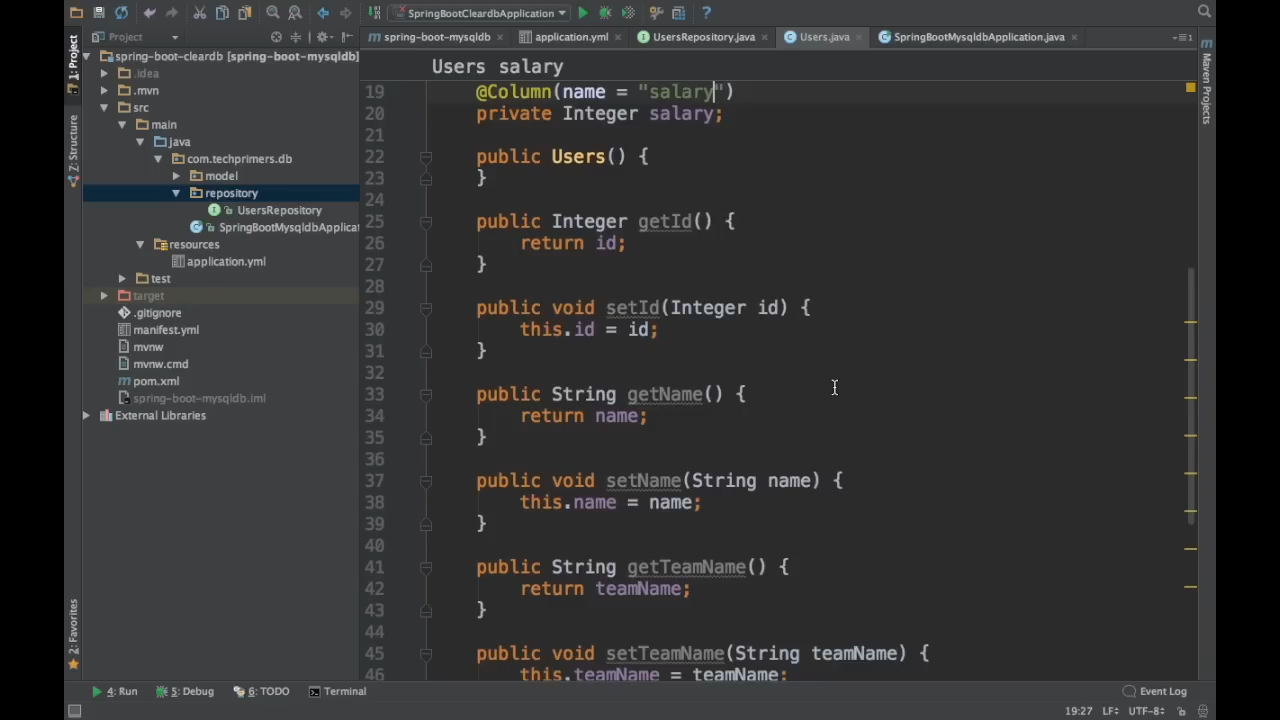 SpringBootCleardbApplication
spring-boot-mysqldb
application.yml
UsersRepository.java
Users.java
SpringBootMysqldbApplication.java
1: Project
Z: Structure
2: Favorites
Maven Projects
Project
spring-boot-cleardb [spring-boot-mysqldb]
.idea
.mvn
src
main
java
com.techprimers.db
model
repository
UsersRepository
SpringBootMysqldbApplicat
resources
application.yml
test
target
.gitignore
manifest.yml
mvnw
mvnw.cmd
pom.xml
spring-boot-mysqldb.iml
External Libraries
Users salary
19 @Column(name = "salary")
20 private Integer salary;
21
22 public Users() {
23 }
24
25 public Integer getId() {
26 return id;
27 }
28
29 public void setId(Integer id) {
30 this.id = id;
31 }
32
33 public String getName() {
34 return name;
35 }
36
37 public void setName(String name) {
38 this.name = name;
39 }
40
41 public String getTeamName() {
42 return teamName;
43 }
44
45 public void setTeamName(String teamName) {
46 this.teamName = teamName;
4: Run
5: Debug
6: TODO
Terminal
Event Log
19:27 LF÷ UTF-8÷